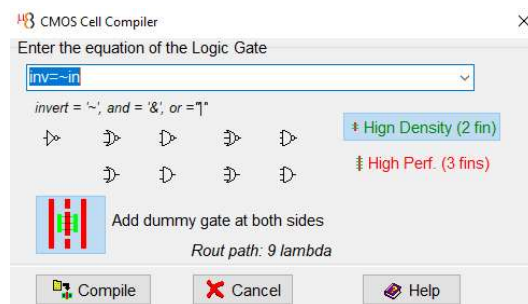 CMOS Cell Compiler
Enter the equation of the Logic Gate
inv=~in
invert = '~', and = '&', or ="|"
Hign Density (2 fin)
High Perf. (3 fins)
Add dummy gate at both sides
Rout path: 9 lambda
Compile
Cancel
Help